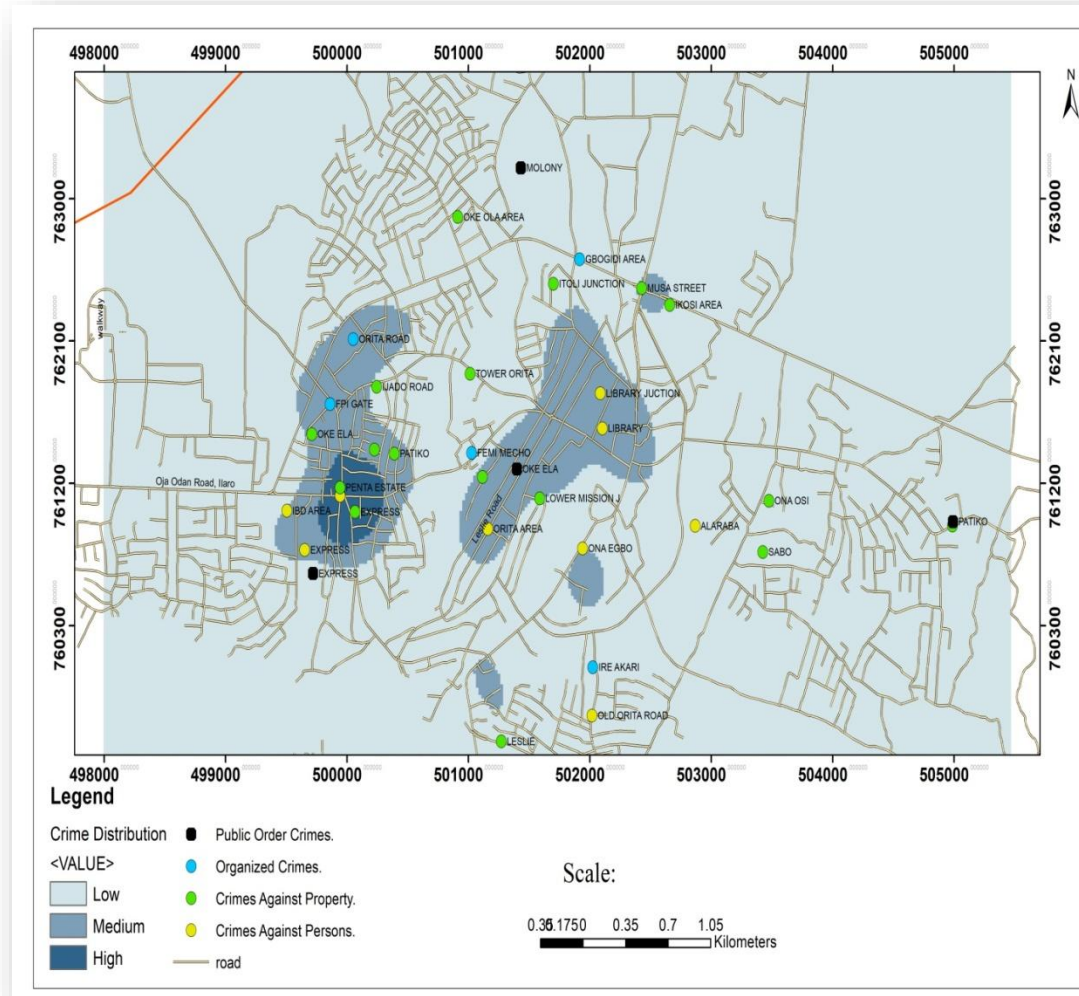 498000 499000 500000 501000 502000 503000 504000 505000
N
763000
762100
761200
760300
763000
762100
761200
760300
MOLONY
OKE OLA AREA
GBOGIDI AREA
ITOLI JUNCTION
MUSA STREET
IKOSI AREA
walkway
ORITA ROAD
TOWER ORITA
IJADO ROAD
LIBRARY JUCTION
FPI GATE
LIBRARY
OKE ELA
PATIKO
FEMI MECHO
OKE ELA
Oja Odan Road, Ilaro
PENTA ESTATE
LOWER MISSION J
ONA OSI
IBD AREA
EXPRESS
Leslie Road
ORITA AREA
ALARABA
PATIKO
EXPRESS
ONA EGBO
SABO
EXPRESS
IRE AKARI
OLD ORITA ROAD
LESLIE
498000 499000 500000 501000 502000 503000 504000 505000
Legend
Crime Distribution
<VALUE>
Low
Medium
High
Public Order Crimes.
Organized Crimes.
Crimes Against Property.
Crimes Against Persons.
road
Scale:
0.35 0.175 0 0.35 0.7 1.05
Kilometers